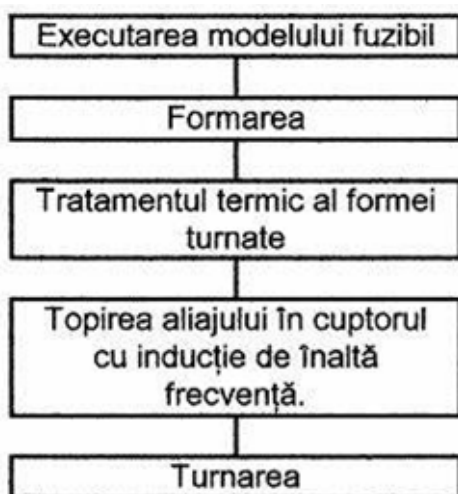 Executarea modelului fuzibil
Formarea
Tratamentul termic al formei
turnate
Topirea aliajului în cuptorul
cu inducție de înaltă
frecvență.
Turnarea